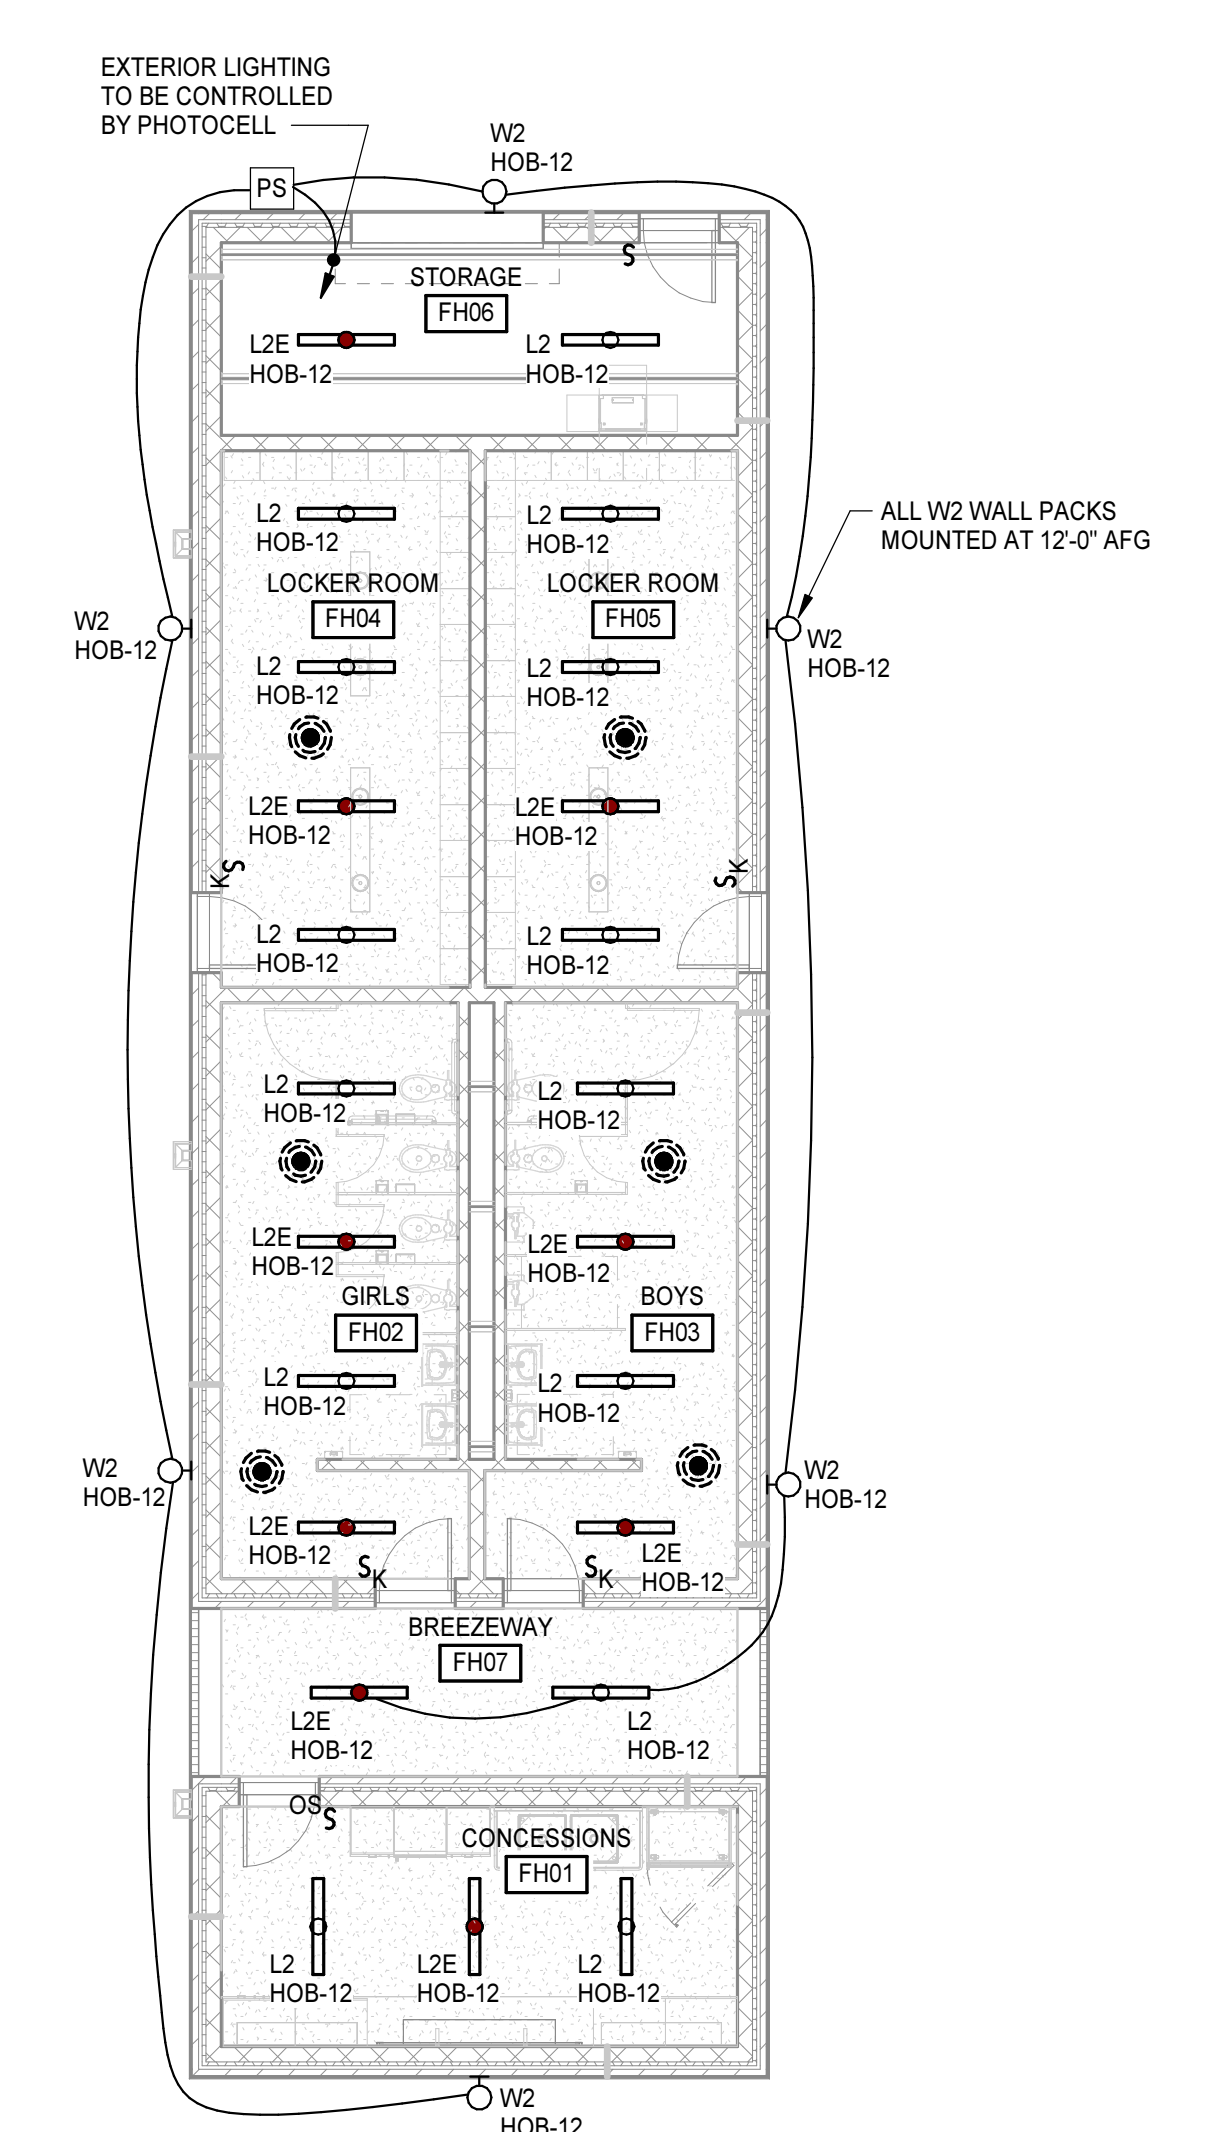 EXTERIOR LIGHTING
TO BE CONTROLLED
BY PHOTOCELL
W2
HOB-12
PS
S
STORAGE
FH06
L2E
HOB-12
L2
HOB-12
L2
HOB-12
L2
HOB-12
ALL W2 WALL PACKS
MOUNTED AT 12'-0" AFG
LOCKER ROOM
FH04
LOCKER ROOM
FH05
W2
HOB-12
W2
HOB-12
L2
HOB-12
L2
HOB-12
L2E
HOB-12
L2E
HOB-12
SK
SK
L2
HOB-12
L2
HOB-12
L2
HOB-12
L2
HOB-12
L2E
HOB-12
L2E
HOB-12
GIRLS
FH02
BOYS
FH03
L2
HOB-12
L2
HOB-12
W2
HOB-12
W2
HOB-12
L2E
HOB-12
L2E
HOB-12
SK
SK
BREEZEWAY
FH07
L2E
HOB-12
L2
HOB-12
OS S
CONCESSIONS
FH01
L2
HOB-12
L2E
HOB-12
L2
HOB-12
W2
HOB-12